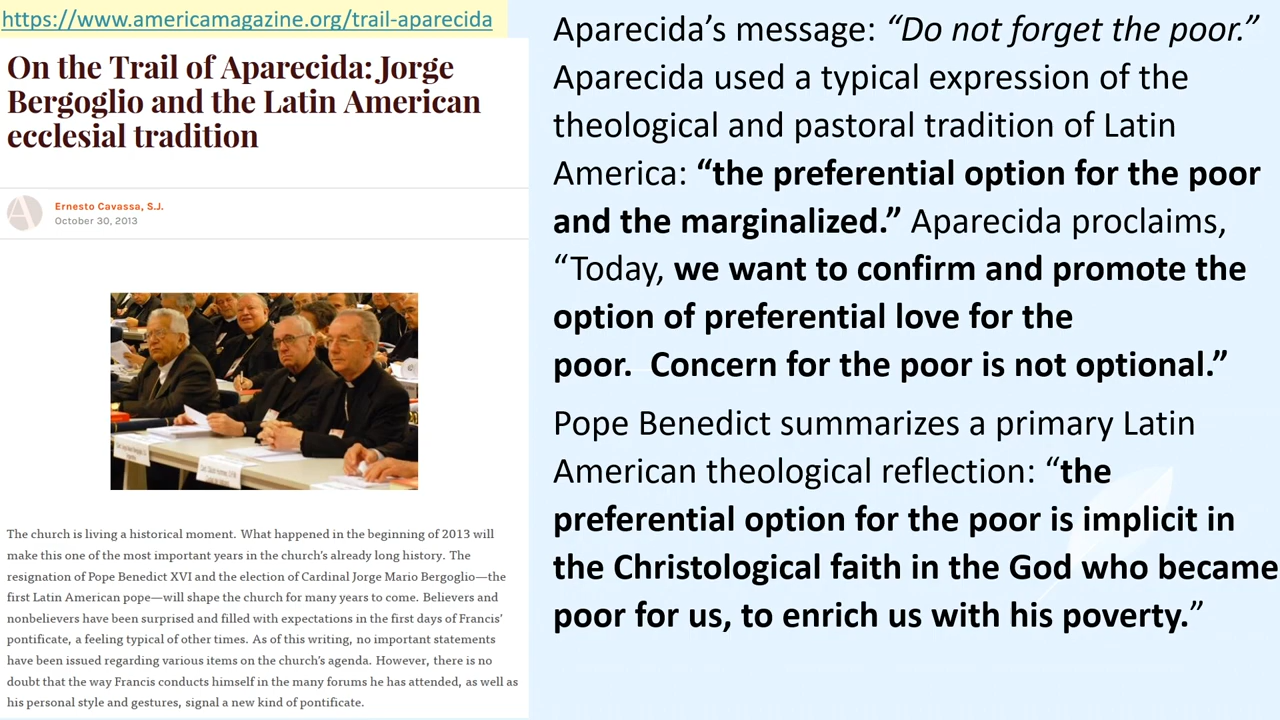 https://www.americamagazine.org/trail-aparecida
On the Trail of Aparecida: Jorge
Bergoglio and the Latin American
ecclesial tradition
Ernesto Cavassa, S.J.
October 30, 2013
The church is living a historical moment. What happened in the beginning of 2013 will
make this one of the most important years in the church's already long history. The
resignation of Pope Benedict XVI and the election of Cardinal Jorge Mario Bergoglio—the
first Latin American pope—will shape the church for many years to come. Believers and
nonbelievers have been surprised and filled with expectations in the first days of Francis'
pontificate, a feeling typical of other times. As of this writing, no important statements
have been issued regarding various items on the church's agenda. However, there is no
doubt that the way Francis conducts himself in the many forums he has attended, as well as
his personal style and gestures, signal a new kind of pontificate.
Aparecida's message: “Do not forget the poor.”
Aparecida used a typical expression of the
theological and pastoral tradition of Latin
America: “the preferential option for the poor
and the marginalized.” Aparecida proclaims,
“Today, we want to confirm and promote the
option of preferential love for the
poor.  Concern for the poor is not optional.”
Pope Benedict summarizes a primary Latin
American theological reflection: “the
preferential option for the poor is implicit in
the Christological faith in the God who became
poor for us, to enrich us with his poverty.”